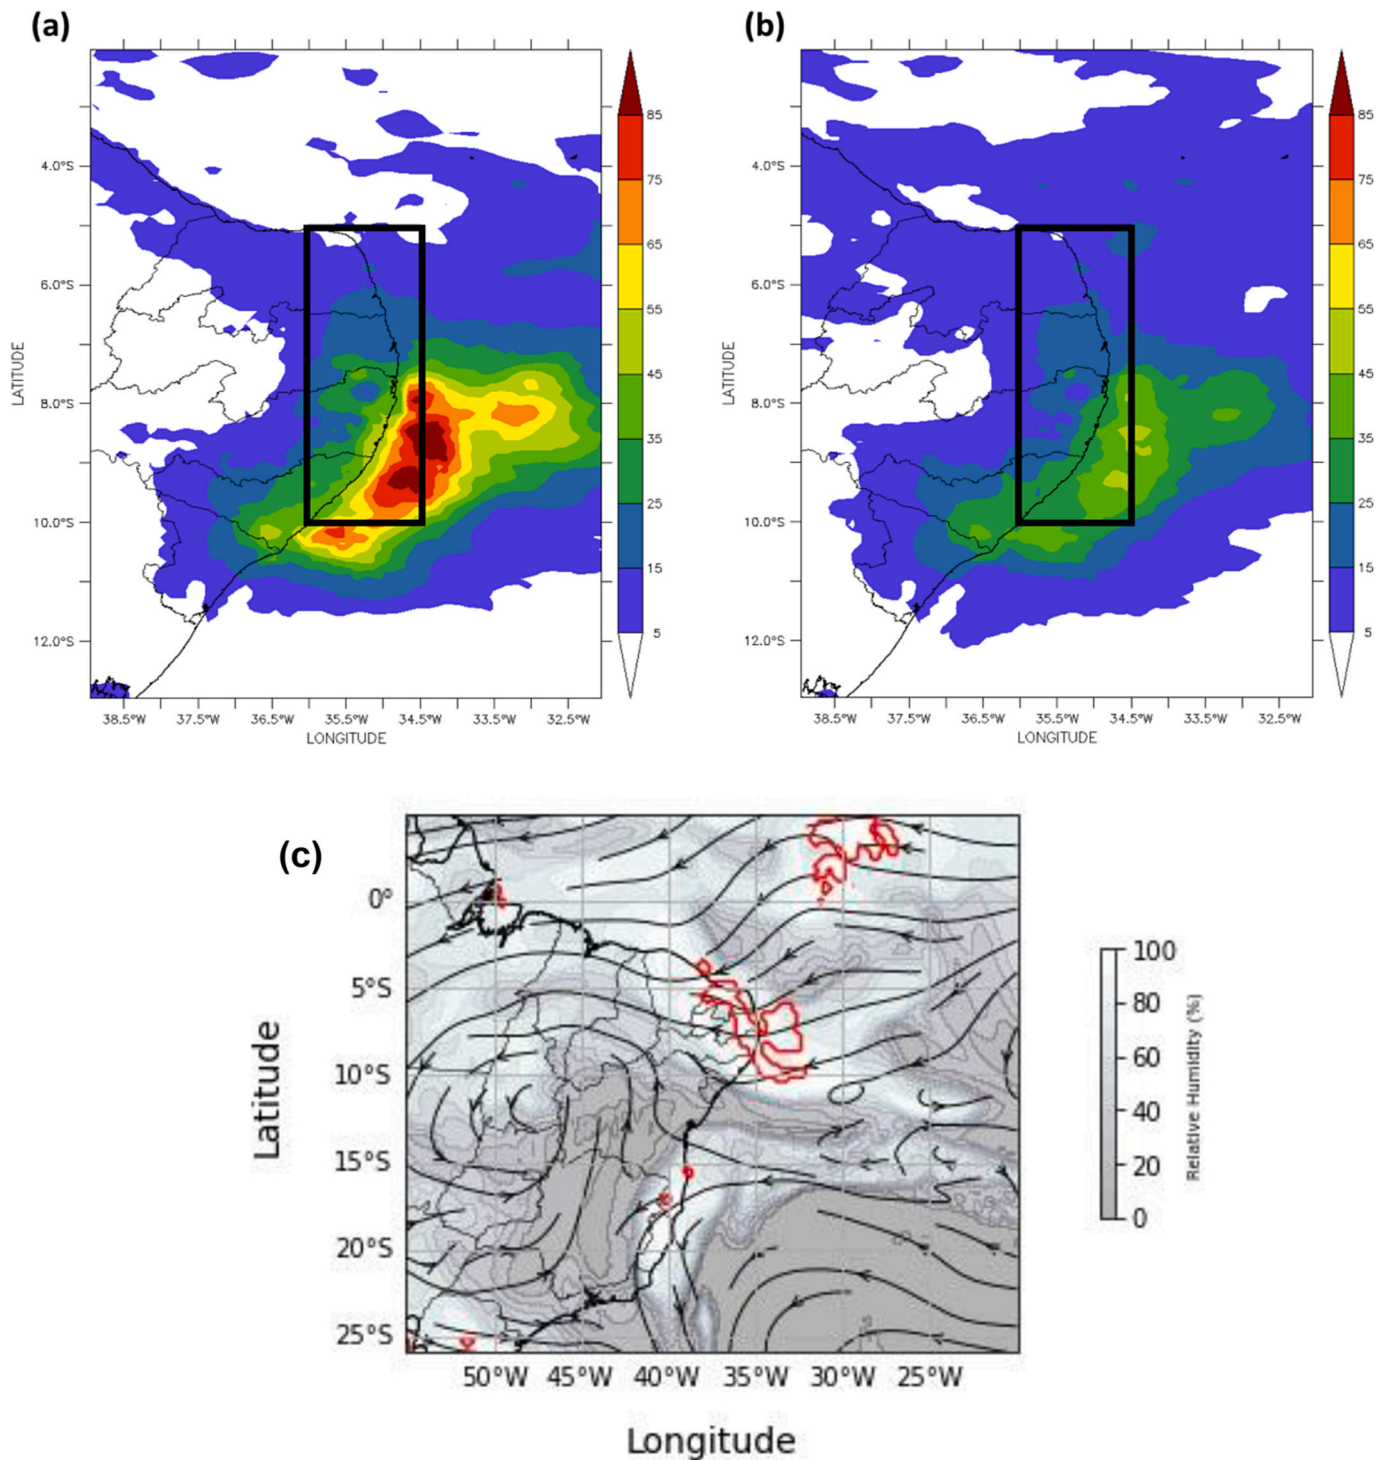 (a)
(b)
LATITUDE
4.0°S
6.0°S
8.0°S
10.0°S
12.0°S
38.5°W 37.5°W 36.5°W 35.5°W 34.5°W 33.5°W 32.5°W
LONGITUDE
85
75
65
55
45
35
25
15
5
LATITUDE
4.0°S
6.0°S
8.0°S
10.0°S
12.0°S
38.5°W 37.5°W 36.5°W 35.5°W 34.5°W 33.5°W 32.5°W
LONGITUDE
85
75
65
55
45
35
25
15
5
(c)
Latitude
0°
5°S
10°S
15°S
20°S
25°S
50°W 45°W 40°W 35°W 30°W 25°W
Longitude
100
80
60
40
20
0
Relative Humidity (%)